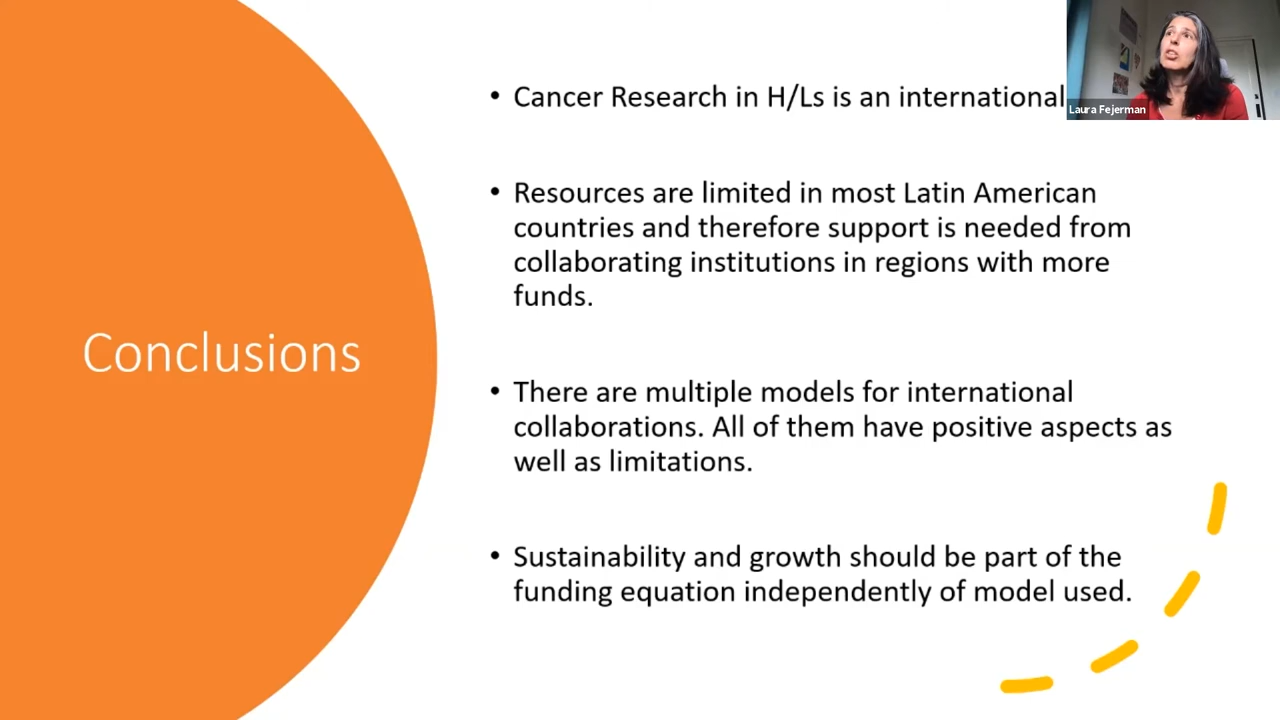 Conclusions
• Cancer Research in H/Ls is an international
Laura Fejerman
• Resources are limited in most Latin American
countries and therefore support is needed from
collaborating institutions in regions with more
funds.
• There are multiple models for international
collaborations. All of them have positive aspects as
well as limitations.
• Sustainability and growth should be part of the
funding equation independently of model used.